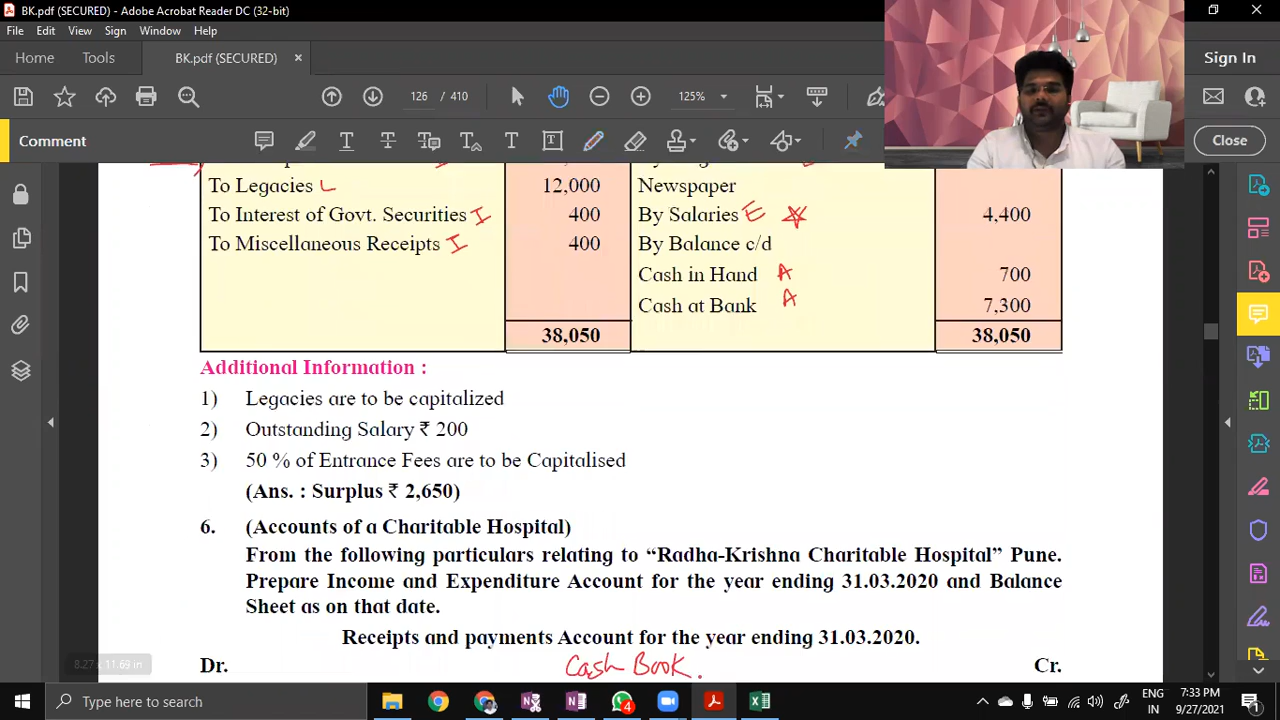 BK.pdf (SECURED) - Adobe Acrobat Reader DC (32-bit)
File Edit View Sign Window Help
Home Tools BK.pdf (SECURED) × Sign In
126 / 410 125%
Comment Close
To Legacies L 12,000 Newspaper
To Interest of Govt. Securities I 400 By Salaries E 4,400
To Miscellaneous Receipts I 400 By Balance c/d
Cash in Hand A 700
Cash at Bank A 7,300
38,050 38,050
Additional Information :
1) Legacies are to be capitalized
2) Outstanding Salary ₹ 200
3) 50 % of Entrance Fees are to be Capitalised
(Ans. : Surplus ₹ 2,650)
6. (Accounts of a Charitable Hospital)
From the following particulars relating to “Radha-Krishna Charitable Hospital” Pune.
Prepare Income and Expenditure Account for the year ending 31.03.2020 and Balance
Sheet as on that date.
Receipts and payments Account for the year ending 31.03.2020.
Dr. Cash Book. Cr.
8.27 x 11.69 in
Type here to search 4 ENG 7:33 PM
IN 9/27/2021 1